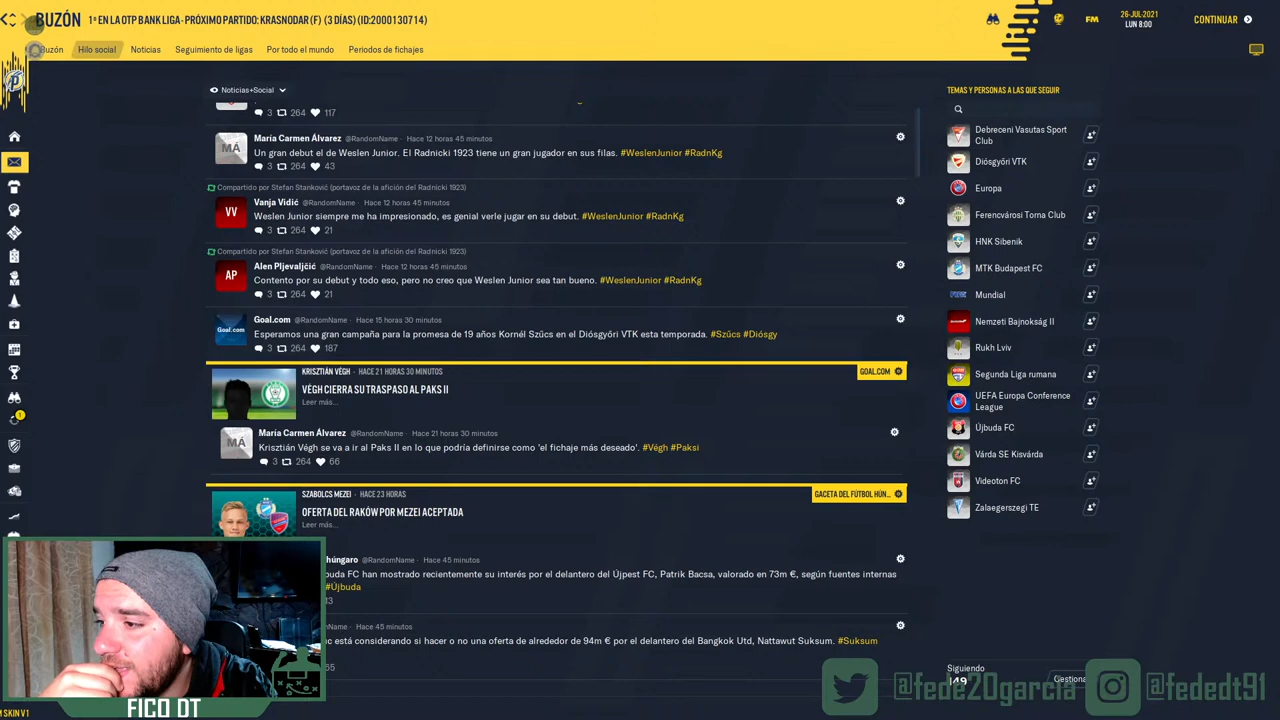 BUZÓN
1º EN LA OTP BANK LIGA - PRÓXIMO PARTIDO: KRASNODAR (F) (3 DÍAS) (ID:2000130714)
FM
26-JUL-2021
LUN 8:00
CONTINUAR
Buzón
Hilo social
Noticias
Seguimiento de ligas
Por todo el mundo
Periodos de fichajes
Noticias+Social
3 264 117
MÁ
María Carmen Álvarez @RandomName · Hace 12 horas 45 minutos
Un gran debut el de Weslen Junior. El Radnicki 1923 tiene un gran jugador en sus filas. #WeslenJunior #RadnKg
3 264 43
Compartido por Stefan Stanković (portavoz de la afición del Radnicki 1923)
VV
Vanja Vidić @RandomName · Hace 12 horas 45 minutos
Weslen Junior siempre me ha impresionado, es genial verle jugar en su debut. #WeslenJunior #RadnKg
3 264 21
Compartido por Stefan Stanković (portavoz de la afición del Radnicki 1923)
AP
Alen Pljevaljčić @RandomName · Hace 12 horas 45 minutos
Contento por su debut y todo eso, pero no creo que Weslen Junior sea tan bueno. #WeslenJunior #RadnKg
3 264 21
Goal.com
Goal.com @RandomName · Hace 15 horas 30 minutos
Esperamos una gran campaña para la promesa de 19 años Kornél Szűcs en el Diósgyőri VTK esta temporada. #Szűcs #Diósgy
3 264 187
KRISZTIÁN VÉGH · HACE 21 HORAS 30 MINUTOS
GOAL.COM
VÉGH CIERRA SU TRASPASO AL PAKS II
Leer más...
MÁ
María Carmen Álvarez @RandomName · Hace 21 horas 30 minutos
Krisztián Végh se va a ir al Paks II en lo que podría definirse como 'el fichaje más deseado'. #Végh #Paksi
3 264 66
SZABOLCS MEZEI · HACE 23 HORAS
GACETA DEL FÚTBOL HÚN...
OFERTA DEL RAKÓW POR MEZEI ACEPTADA
Leer más...
húngaro @RandomName · Hace 45 minutos
buda FC han mostrado recientemente su interés por el delantero del Újpest FC, Patrik Bacsa, valorado en 73m €, según fuentes internas
#Újbuda
13
Name · Hace 45 minutos
uc está considerando si hacer o no una oferta de alrededor de 94m € por el delantero del Bangkok Utd, Nattawut Suksum. #Suksum
65
TEMAS Y PERSONAS A LAS QUE SEGUIR
Debreceni Vasutas Sport
Club
Diósgyőri VTK
Europa
Ferencvárosi Torna Club
HNK Sibenik
MTK Budapest FC
Mundial
Nemzeti Bajnokság II
Rukh Lviv
Segunda Liga rumana
UEFA Europa Conference
League
Újbuda FC
Várda SE Kisvárda
Videoton FC
Zalaegerszegi TE
Siguiendo
149
Gestiona
1
FICO DT
M SKIN V1
@fede20garcia
@fededt91